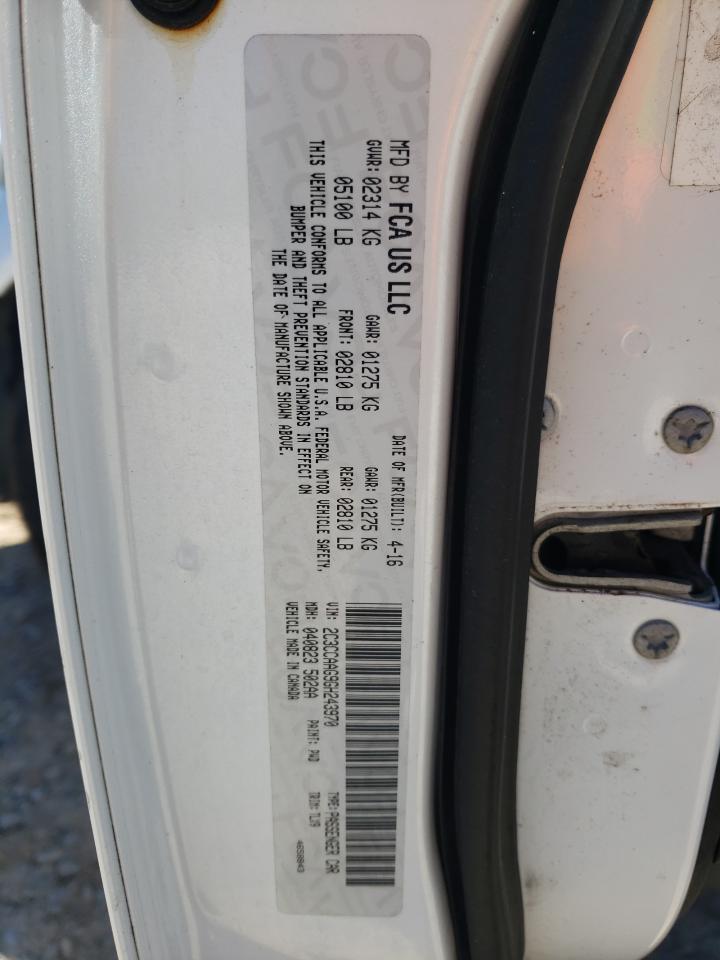 MFD BY FCA US LLC DATE OF MFR(BUILT): 4-16
GVWR: 02314 KG GAWR: 01275 KG GAWR: 01275 KG
05100 LB FRONT: 02810 LB REAR: 02810 LB
THIS VEHICLE CONFORMS TO ALL APPLICABLE U.S.A. FEDERAL MOTOR VEHICLE SAFETY,
BUMPER AND THEFT PREVENTION STANDARDS IN EFFECT ON
THE DATE OF MANUFACTURE SHOWN ABOVE.
VIN: 2C3CCAAG9GH243970 TYPE: PASSENGER CAR
MDH: 040823 502AA PAINT: PW3 TRIM: TLX9
VEHICLE MADE IN CANADA